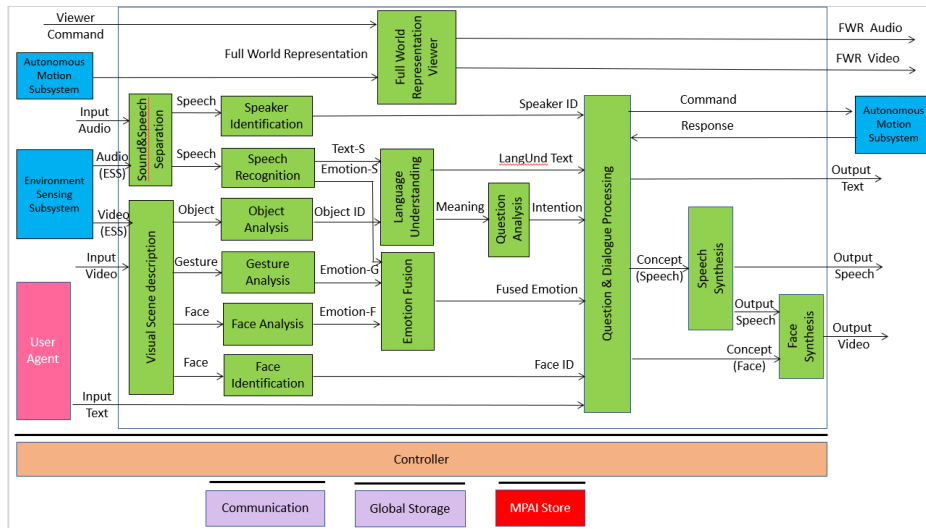 Viewer
Command
Full World Representation
Full World
Representation
Viewer
FWR Audio
FWR Video
Autonomous
Motion
Subsystem
Input
Audio
Sound&Speech
Separation
Speech
Speaker
Identification
Speaker ID
Command
Response
Autonomous
Motion
Subsystem
Audio
(ESS)
Speech
Speech
Recognition
Text-S
Emotion-S
Language
Understanding
LangUnd Text
Output
Text
Environment
Sensing
Subsystem
Video
(ESS)
Object
Object
Analysis
Object ID
Meaning
Question
Analysis
Intention
Question & Dialogue Processing
Input
Video
Visual Scene description
Gesture
Gesture
Analysis
Emotion-G
Emotion Fusion
Fused Emotion
Concept
(Speech)
Speech
Synthesis
Output
Speech
User
Agent
Face
Face Analysis
Emotion-F
Output
Speech
Face
Synthesis
Output
Video
Face
Face
Identification
Face ID
Concept
(Face)
Input
Text
Controller
Communication
Global Storage
MPAI Store